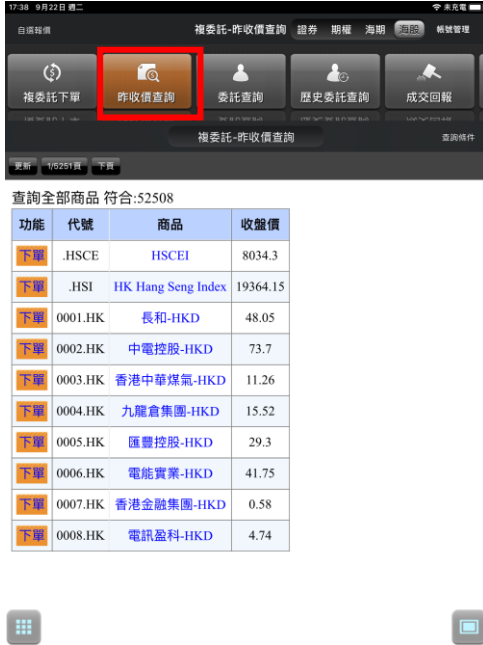 17:38 9月22日 週二 未充電
自選報價 複委託-昨收價查詢 證券 期權 海期 海股 帳號管理
複委託下單 昨收價查詢 委託查詢 歷史委託查詢 成交回報
複委託-昨收價查詢 查詢條件
更新 1/5251頁 下頁
查詢全部商品 符合:52508
功能 代號 商品 收盤價
下單 .HSCE HSCEI 8034.3
下單 .HSI HK Hang Seng Index 19364.15
下單 0001.HK 長和-HKD 48.05
下單 0002.HK 中電控股-HKD 73.7
下單 0003.HK 香港中華煤氣-HKD 11.26
下單 0004.HK 九龍倉集團-HKD 15.52
下單 0005.HK 匯豐控股-HKD 29.3
下單 0006.HK 電能實業-HKD 41.75
下單 0007.HK 香港金融集團-HKD 0.58
下單 0008.HK 電訊盈科-HKD 4.74